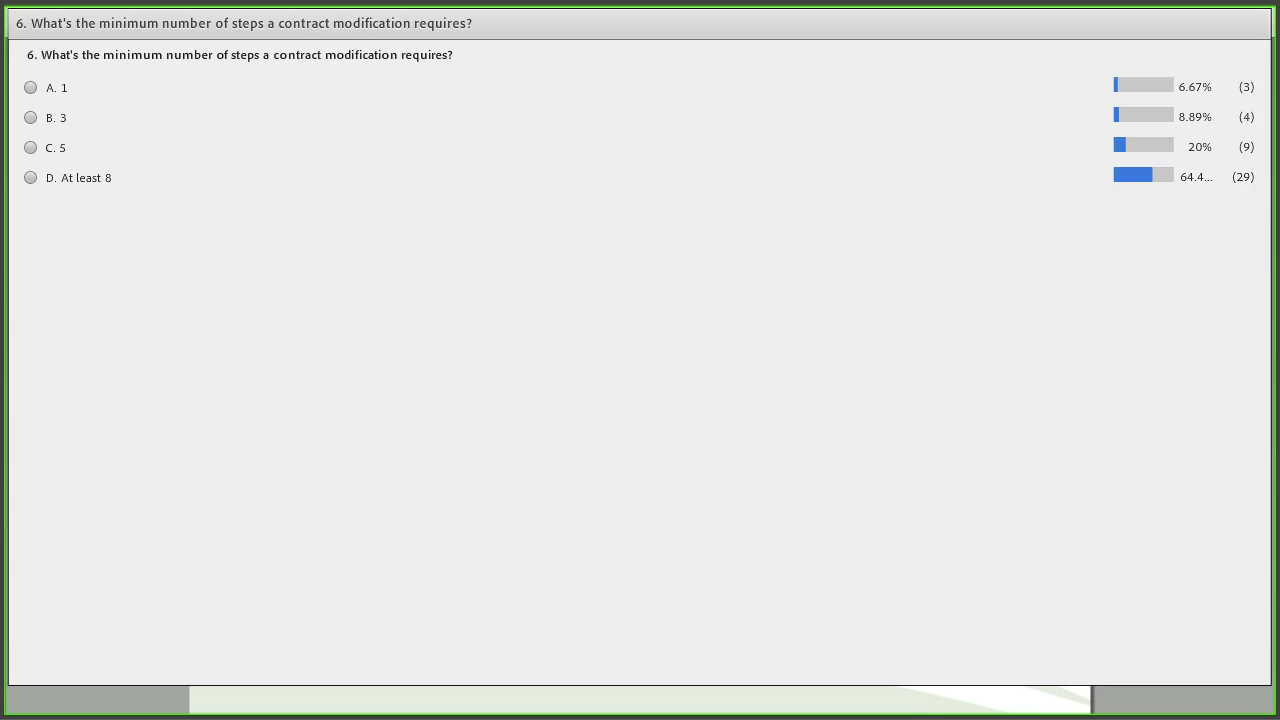 6. What's the minimum number of steps a contract modification requires?
6. What's the minimum number of steps a contract modification requires?
A. 1 6.67% (3)
B. 3 8.89% (4)
C. 5 20% (9)
D. At least 8 64.4... (29)